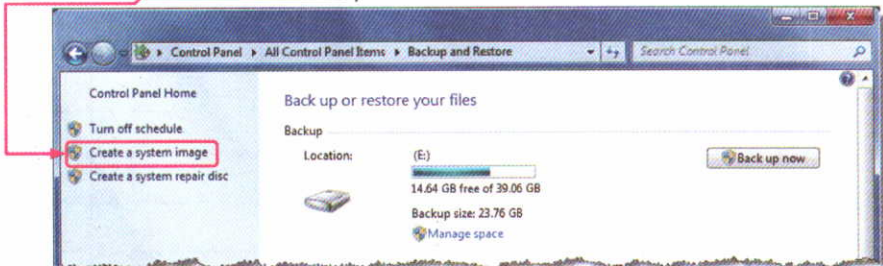 Control Panel ▸ All Control Panel Items ▸ Backup and Restore
Search Control Panel
Control Panel Home
Turn off schedule
Create a system image
Create a system repair disc
Back up or restore your files
Backup
Location:
(E:)
14.64 GB free of 39.06 GB
Backup size: 23.76 GB
Manage space
Back up now